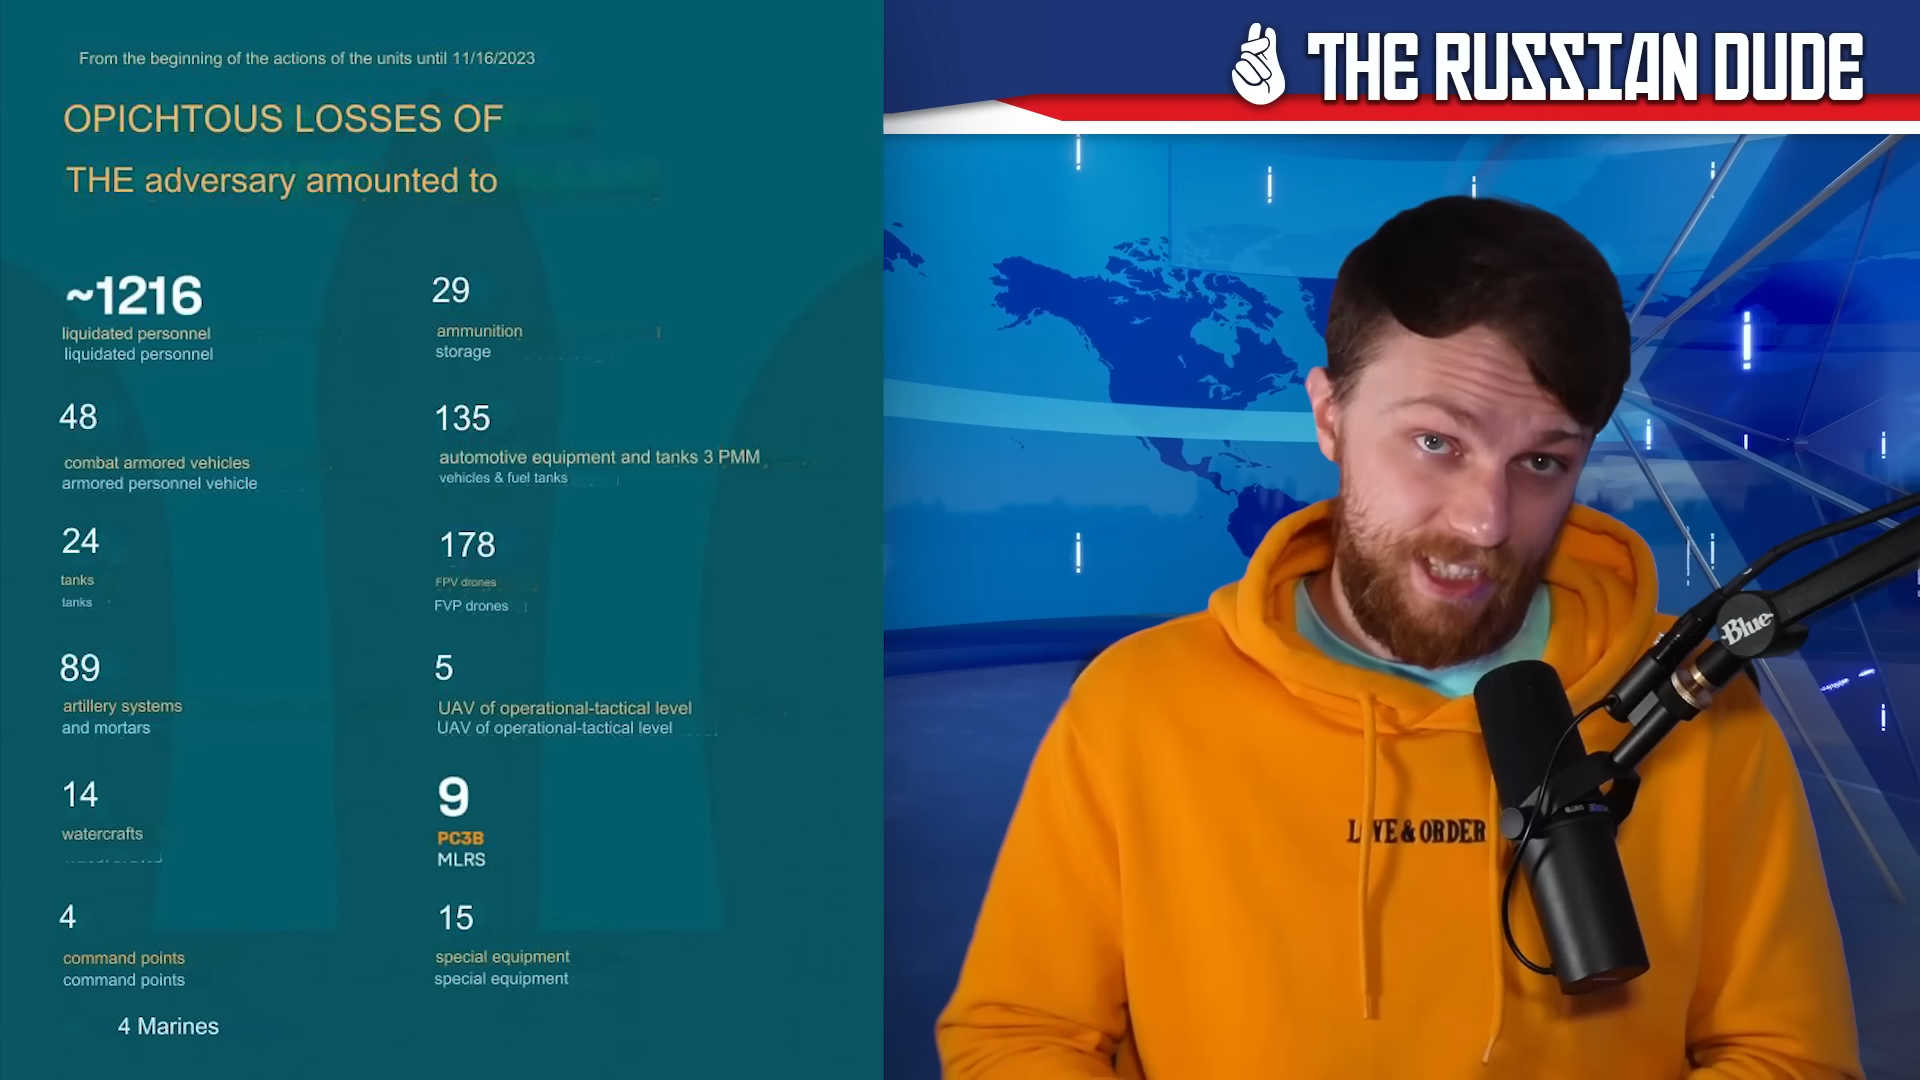 From the beginning of the actions of the units until 11/16/2023
OPICHTOUS LOSSES OF
THE adversary amounted to
~1216
liquidated personnel
liquidated personnel
48
combat armored vehicles
armored personnel vehicle
24
tanks
tanks
89
artillery systems
and mortars
14
watercrafts
4
command points
command points
4 Marines
29
ammunition
storage
135
automotive equipment and tanks 3 PMM
vehicles & fuel tanks
178
FPV drones
FVP drones
5
UAV of operational-tactical level
UAV of operational-tactical level
9
РСЗВ
MLRS
15
special equipment
special equipment
THE RUSSIAN DUDE
Blue
LOVE & ORDER